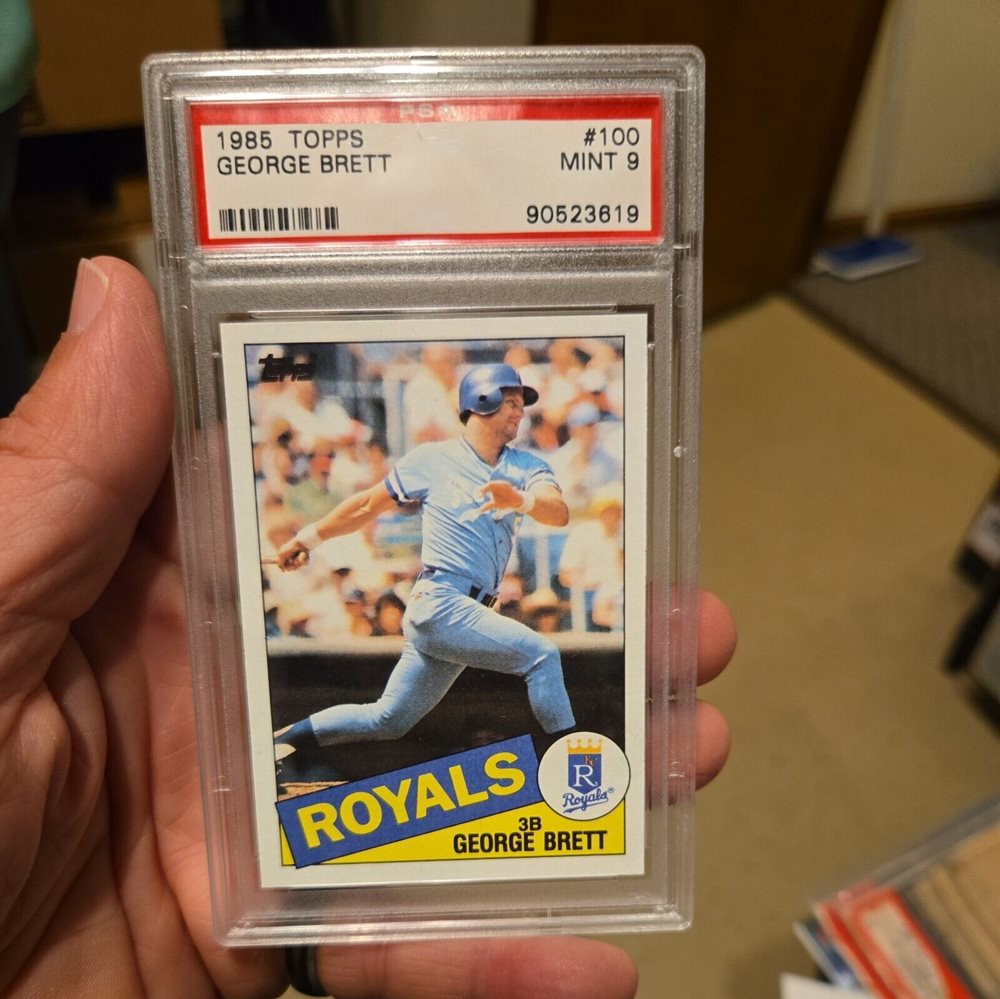 PSA
1985 TOPPS #100
GEORGE BRETT MINT 9
90523619
topps
ROYALS
R
Royals®
3B
GEORGE BRETT